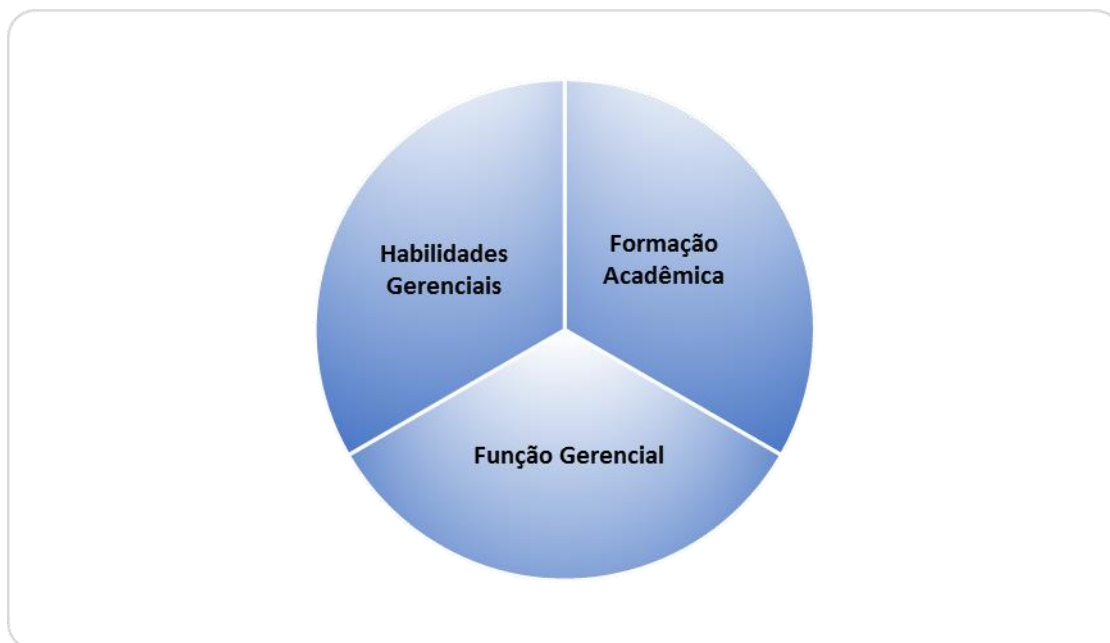 Habilidades
Gerenciais
Formação
Acadêmica
Função Gerencial